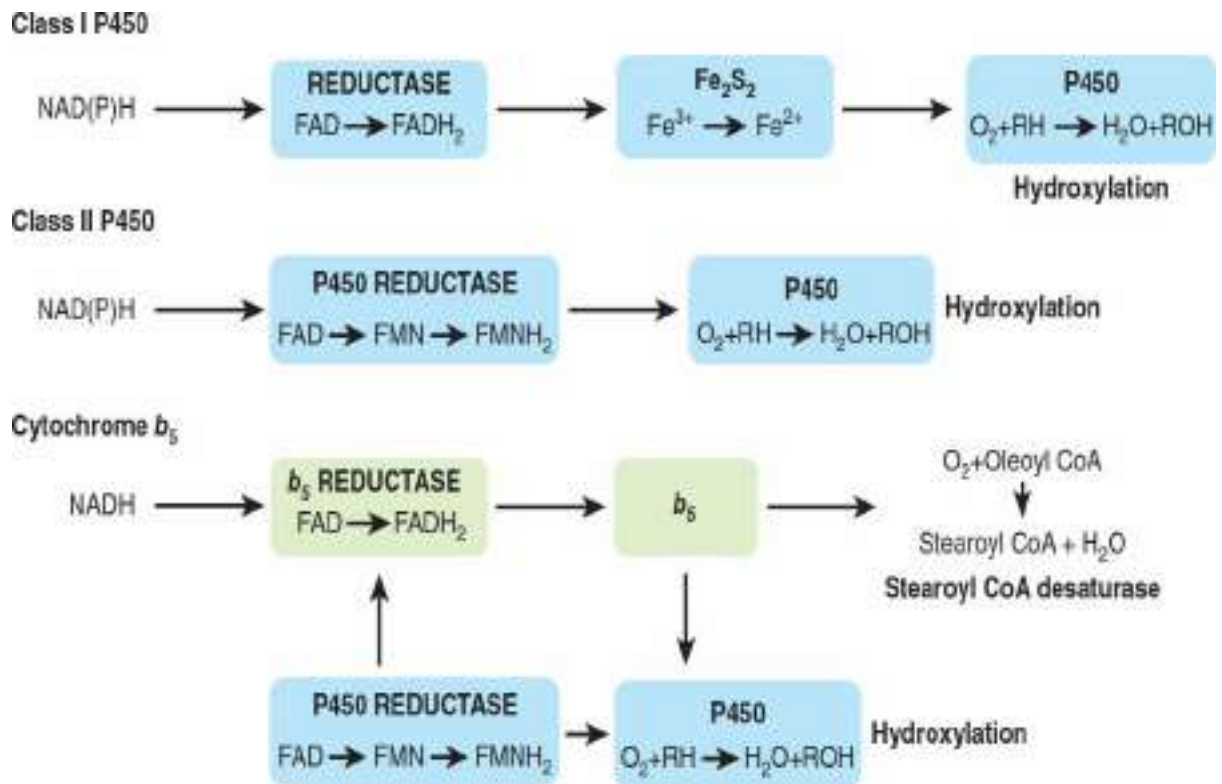 Class I P450
NAD(P)H
REDUCTASE
FAD → FADH₂
Fe₂S₂
Fe³⁺ → Fe²⁺
P450
O₂+RH → H₂O+ROH
Hydroxylation
Class II P450
NAD(P)H
P450 REDUCTASE
FAD → FMN → FMNH₂
P450
O₂+RH → H₂O+ROH
Hydroxylation
Cytochrome b₅
NADH
b₅ REDUCTASE
FAD → FADH₂
b₅
O₂+Oleoyl CoA
Stearoyl CoA + H₂O
Stearoyl CoA desaturase
P450 REDUCTASE
FAD → FMN → FMNH₂
P450
O₂+RH → H₂O+ROH
Hydroxylation